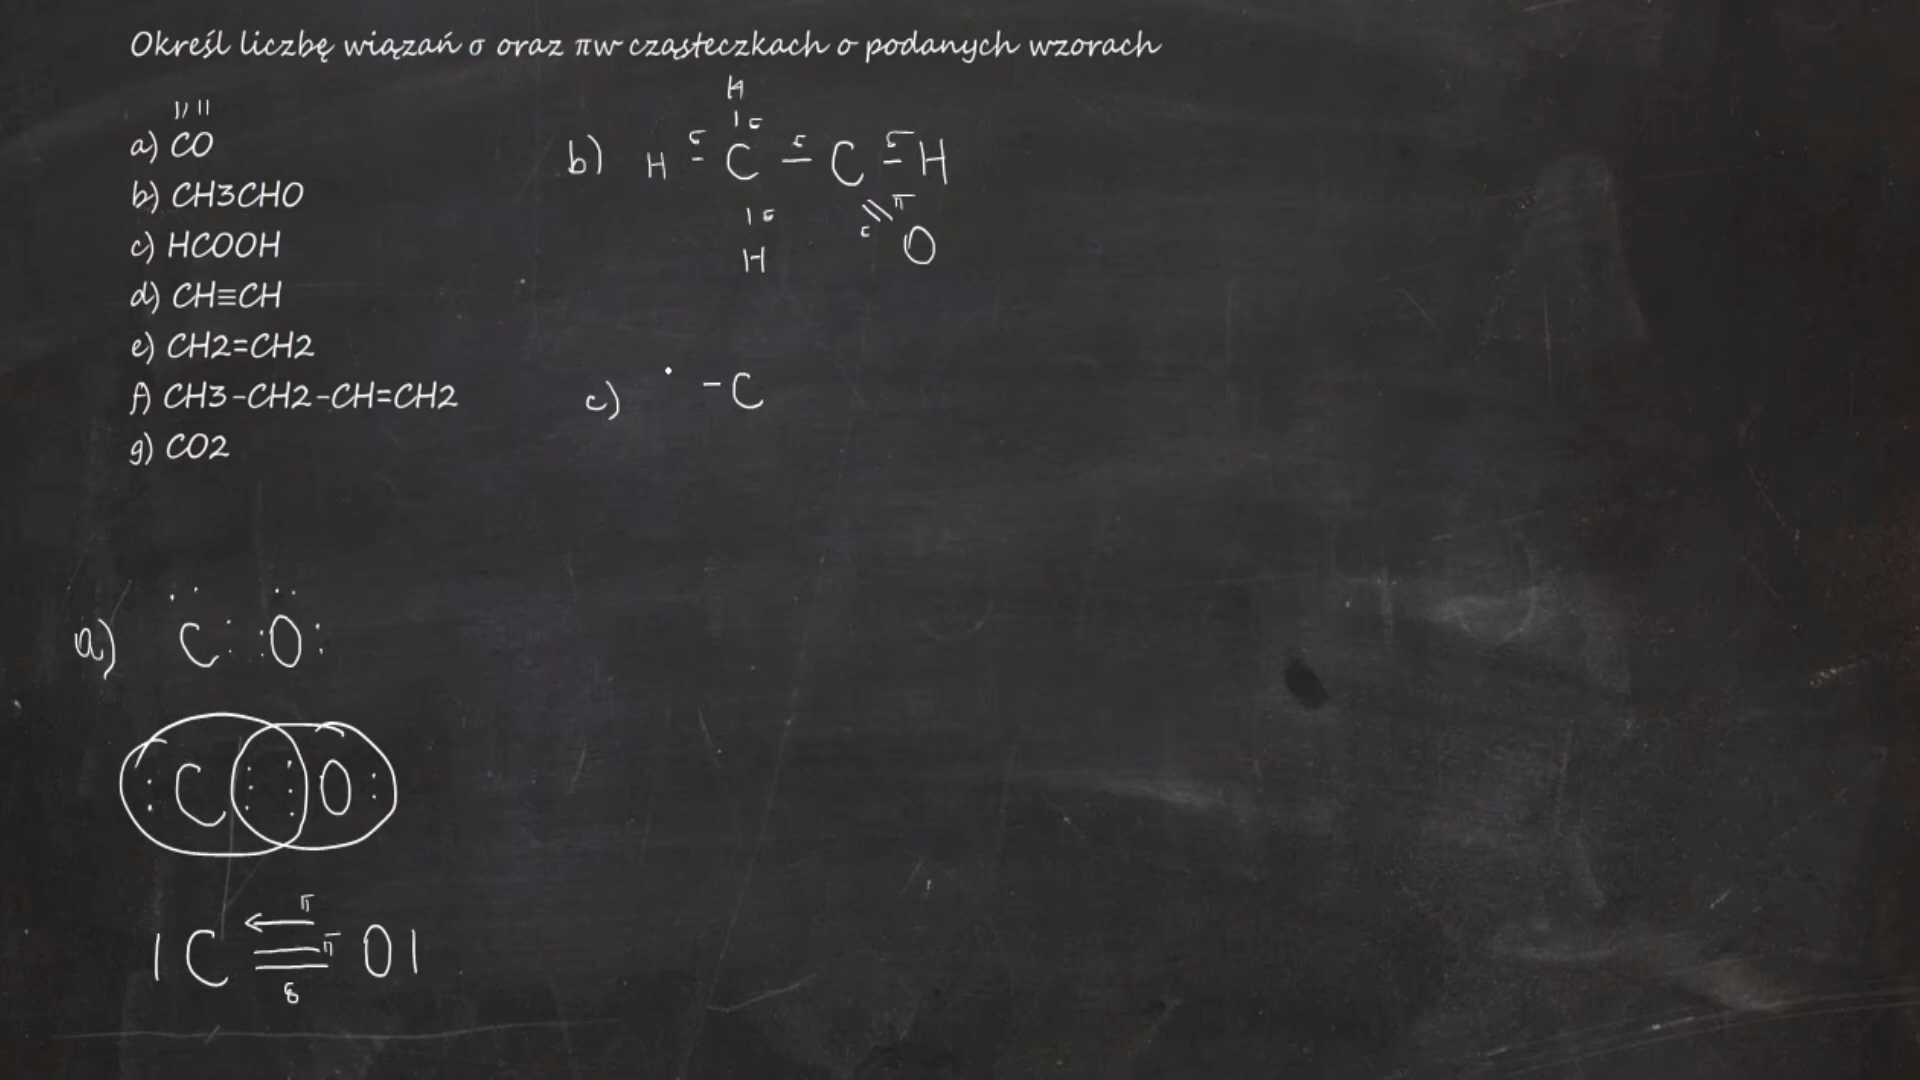 Określ liczbę wiązań σ oraz πw cząsteczkach o podanych wzorach
a) CO
b) CH3CHO
c) HCOOH
d) CH≡CH
e) CH2=CH2
f) CH3-CH2-CH=CH2
g) CO2
H
| σ
b) H σ - C σ - C σ - H
| σ
σ \\ π
H O
c) - C
a) C: :O:
:C : : O:
π
|C ≡ π O|